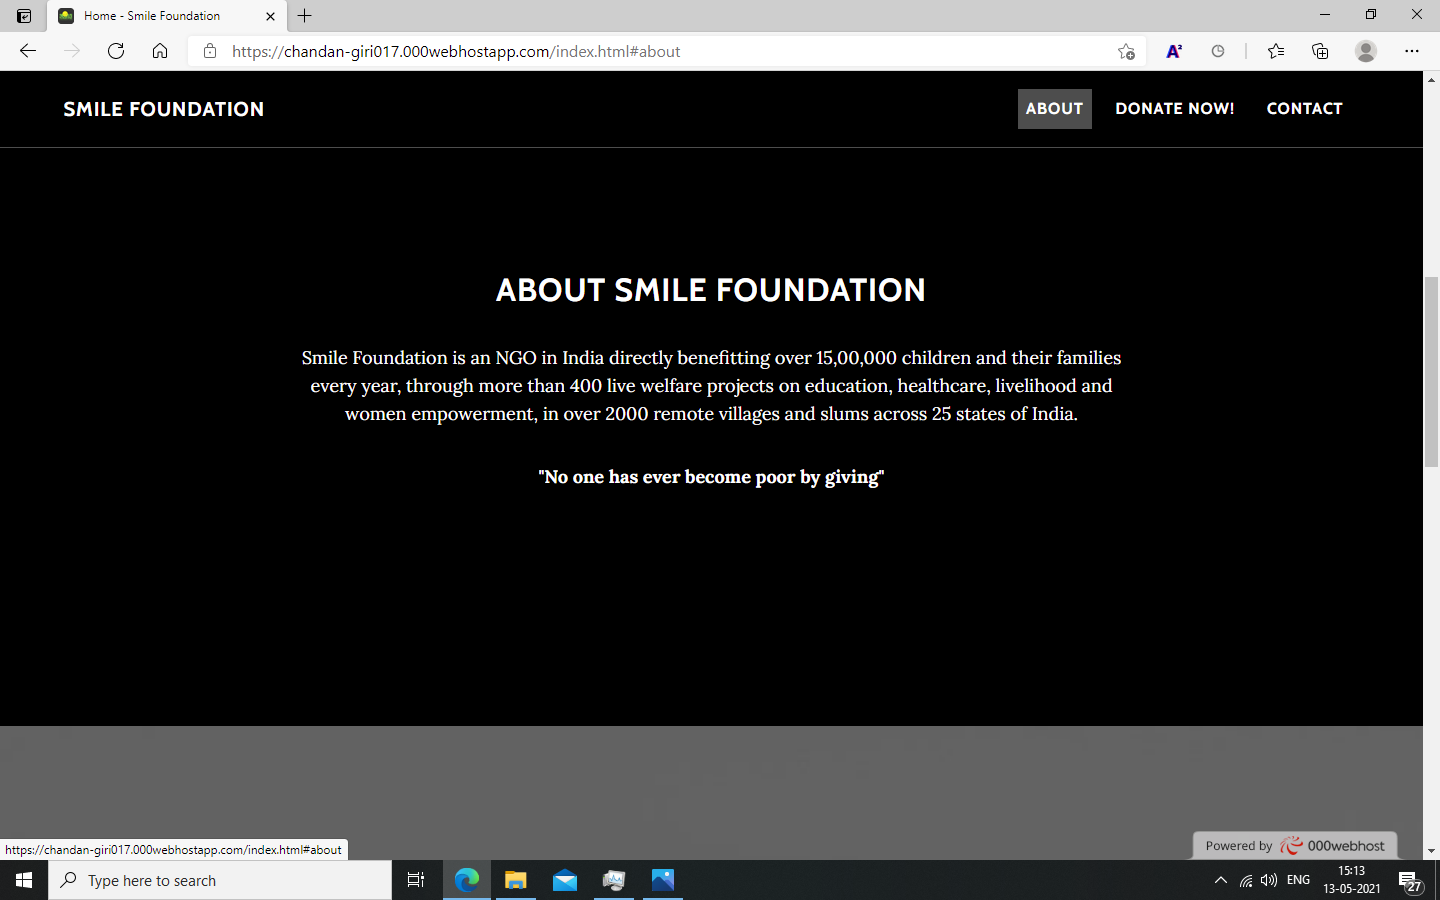 Home - Smile Foundation
https://chandan-giri017.000webhostapp.com/index.html#about
SMILE FOUNDATION
ABOUT
DONATE NOW!
CONTACT
ABOUT SMILE FOUNDATION
Smile Foundation is an NGO in India directly benefitting over 15,00,000 children and their families
every year, through more than 400 live welfare projects on education, healthcare, livelihood and
women empowerment, in over 2000 remote villages and slums across 25 states of India.
"No one has ever become poor by giving"
https://chandan-giri017.000webhostapp.com/index.html#about
Powered by 000webhost
Type here to search
ENG
15:13
13-05-2021
27